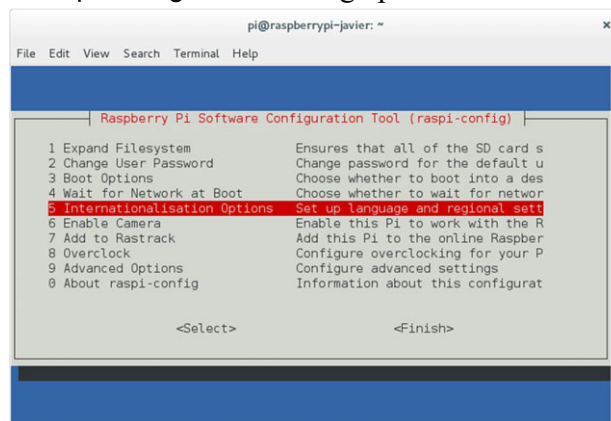 pi@raspberrypi-javier: ~ ×
File Edit View Search Terminal Help
Raspberry Pi Software Configuration Tool (raspi-config)
1 Expand Filesystem Ensures that all of the SD card s
2 Change User Password Change password for the default u
3 Boot Options Choose whether to boot into a des
4 Wait for Network at Boot Choose whether to wait for networ
5 Internationalisation Options Set up language and regional sett
6 Enable Camera Enable this Pi to work with the R
7 Add to Rastrack Add this Pi to the online Raspber
8 Overclock Configure overclocking for your P
9 Advanced Options Configure advanced settings
0 About raspi-config Information about this configurat
<Select> <Finish>